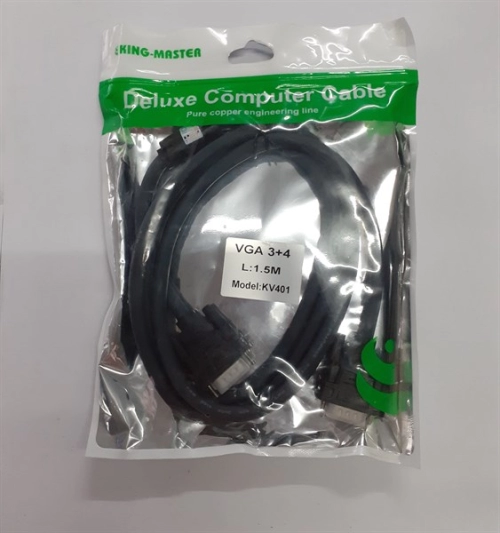 KING-MASTER
Deluxe Computer Cable
Pure copper engineering line
VGA 3+4
L:1.5M
Model:KV401